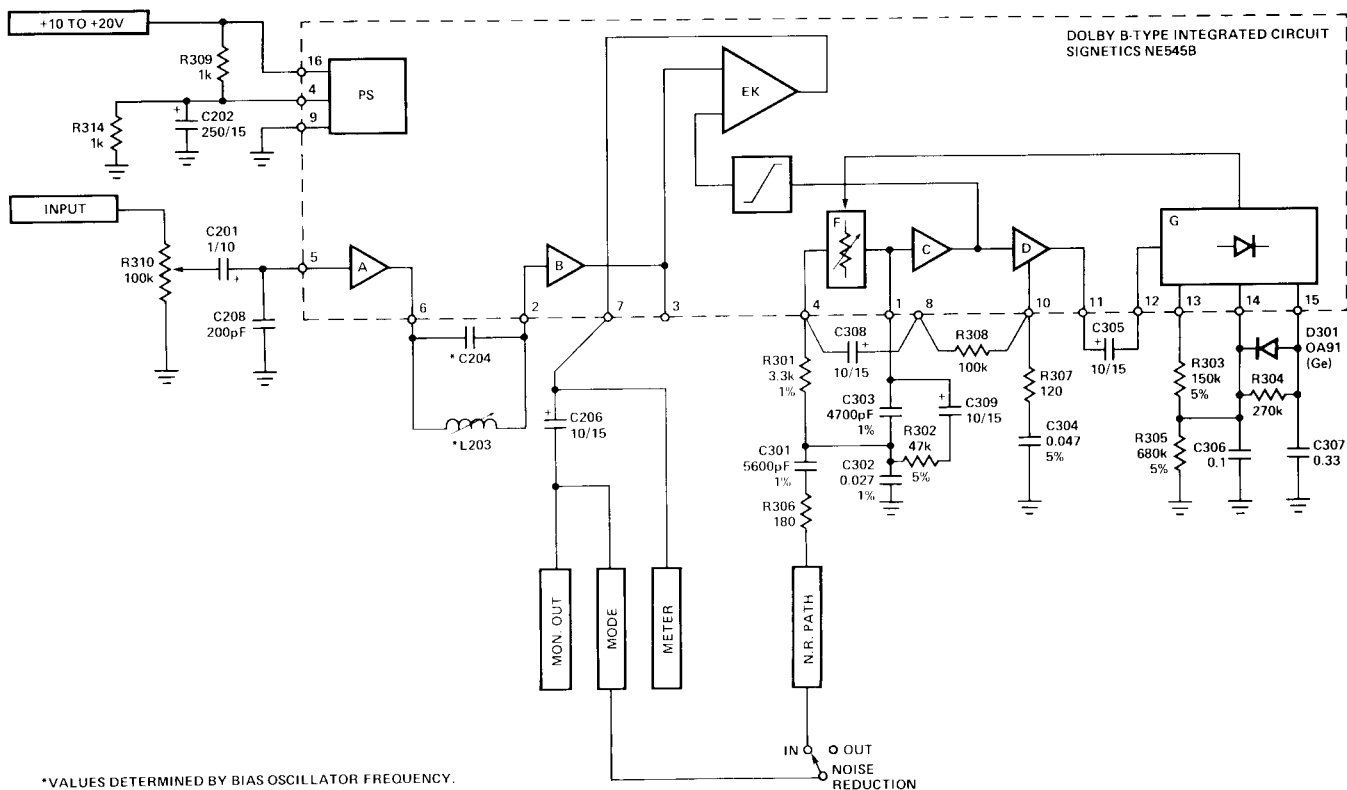 +10 TO +20V
DOLBY B-TYPE INTEGRATED CIRCUIT
SIGNETICS NE545B
R309
1k
16
4
9
PS
R314
1k
+
C202
250/15
EK
INPUT
R310
100k
C201
1/10
+
C208
200pF
5
A
B
F
C
D
G
6
2
7
3
4
1
8
10
11
12
13
14
15
*C204
*L203
+
C206
10/15
R301
3.3k
1%
C308
+
10/15
R308
100k
C305
+
10/15
D301
OA91
(Ge)
C303
4700pF
1%
+
C309
10/15
R307
120
R303
150k
5%
R304
270k
C301
5600pF
1%
R302
47k
5%
C302
0.027
1%
C304
0.047
5%
R305
680k
5%
C306
0.1
C307
0.33
R306
180
MON. OUT
MODE
METER
N.R. PATH
IN
OUT
NOISE
REDUCTION
*VALUES DETERMINED BY BIAS OSCILLATOR FREQUENCY.